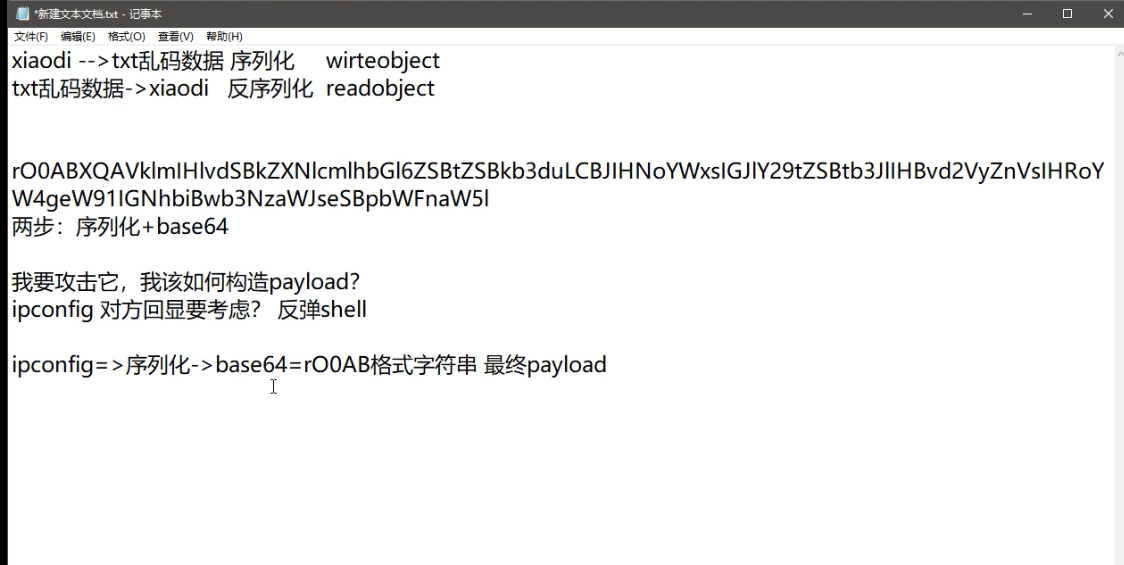 *新建文本文档.txt - 记事本
文件(F) 编辑(E) 格式(O) 查看(V) 帮助(H)
xiaodi -->txt乱码数据 序列化 wirteobject
txt乱码数据->xiaodi 反序列化 readobject
rO0ABXQAVklmIHlvdSBkZXNlcmlhbGl6ZSBtZSBkb3duLCBJIHNoYWxsIGJlY29tZSBtb3JlIHBvd2VyZnVsIHRoY
W4geW91IGNhbiBwb3NzaWJseSBpbWFnaW5l
两步：序列化+base64
我要攻击它，我该如何构造payload？
ipconfig 对方回显要考虑？ 反弹shell
ipconfig=>序列化->base64=rO0AB格式字符串 最终payload